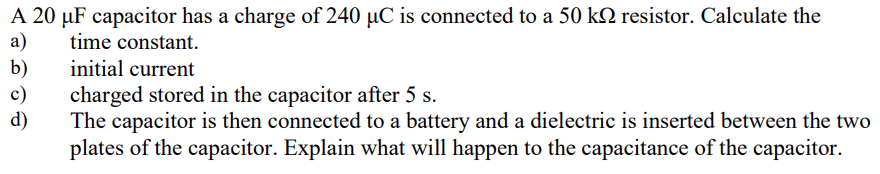 A 20 μF capacitor has a charge of 240 μC is connected to a 50 kΩ resistor. Calculate the
a) time constant.
b) initial current
c) charged stored in the capacitor after 5 s.
d) The capacitor is then connected to a battery and a dielectric is inserted between the two
plates of the capacitor. Explain what will happen to the capacitance of the capacitor.